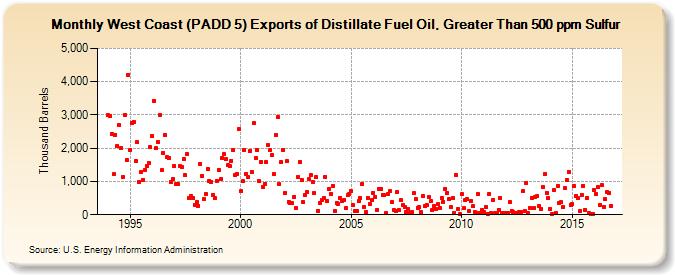 Monthly West Coast (PADD 5) Exports of Distillate Fuel Oil, Greater Than 500 ppm Sulfur
Thousand Barrels
5,000
4,000
3,000
2,000
1,000
0
1995 2000 2005 2010 2015
Source: U.S. Energy Information Administration